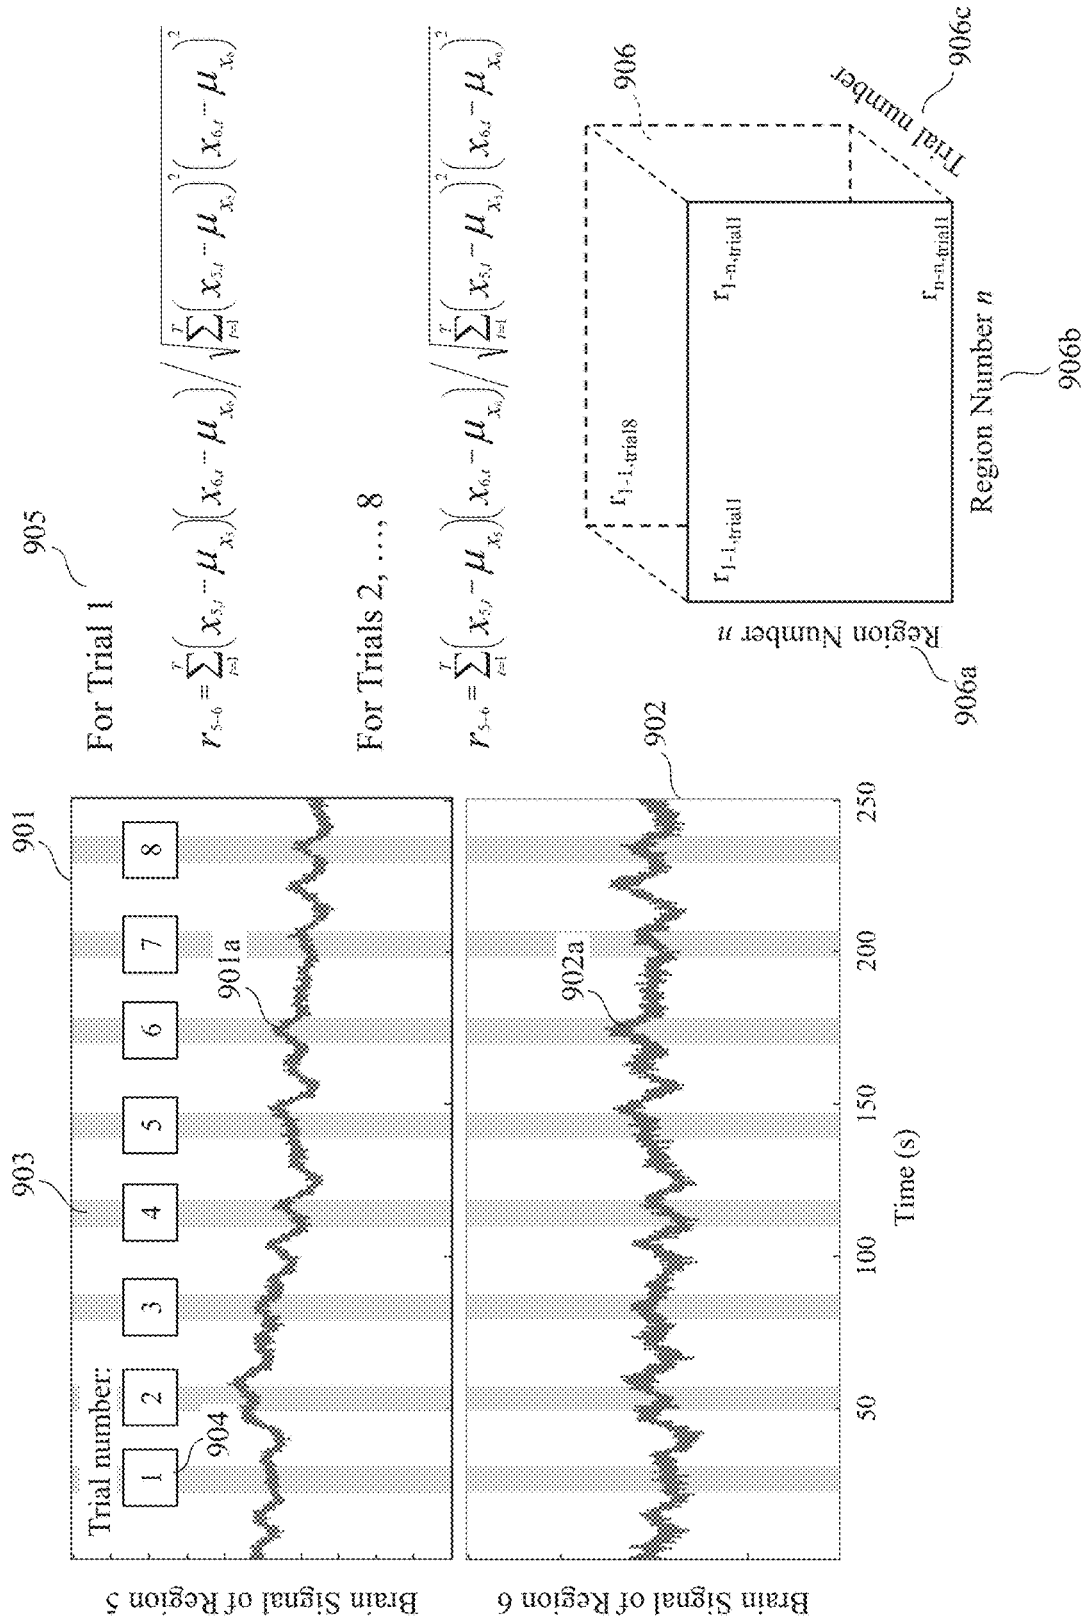 901
903
Trial number:
1
2
3
4
5
6
7
8
904
901a
Brain Signal of Region 5
902a
902
Brain Signal of Region 6
50
100
150
200
250
Time (s)
905
For Trial 1
r₅₋₆ = ∑ₜ₌₁ᵀ (x₅,ₜ − μₓ₅)(x₆,ₜ − μₓ₆) / √∑ₜ₌₁ᵀ (x₅,ₜ − μₓ₅)² (x₆,ₜ − μₓ₆)²
For Trials 2, …, 8
r₅₋₆ = ∑ₜ₌₁ᵀ (x₅,ₜ − μₓ₅)(x₆,ₜ − μₓ₆) / √∑ₜ₌₁ᵀ (x₅,ₜ − μₓ₅)² (x₆,ₜ − μₓ₆)²
906
r1-1,trial8
r1-1,trial1
r1-n,trial1
rn-n,trial1
Region Number n
906a
Region Number n
906b
Trial number
906c